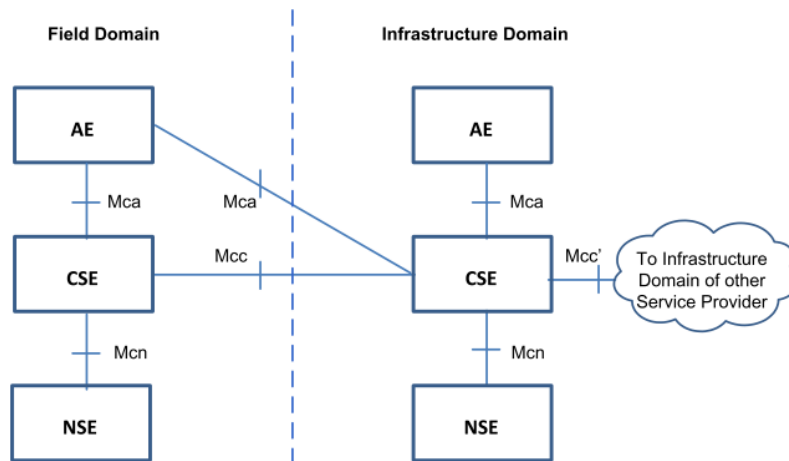 Field Domain
Infrastructure Domain
AE
AE
Mca
Mca
Mca
CSE
Mcc
CSE
Mcc’
To Infrastructure
Domain of other
Service Provider
Mcn
Mcn
NSE
NSE